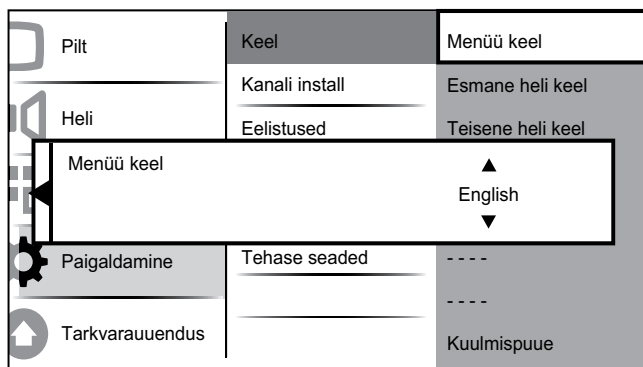 Pilt
Heli
Paigaldamine
Tarkvarauuendus
Keel
Kanali install
Eelistused
Tehase seaded
Menüü keel
Esmane heli keel
Teisene heli keel
- - - -
- - - -
Kuulmispuue
Menüü keel
English